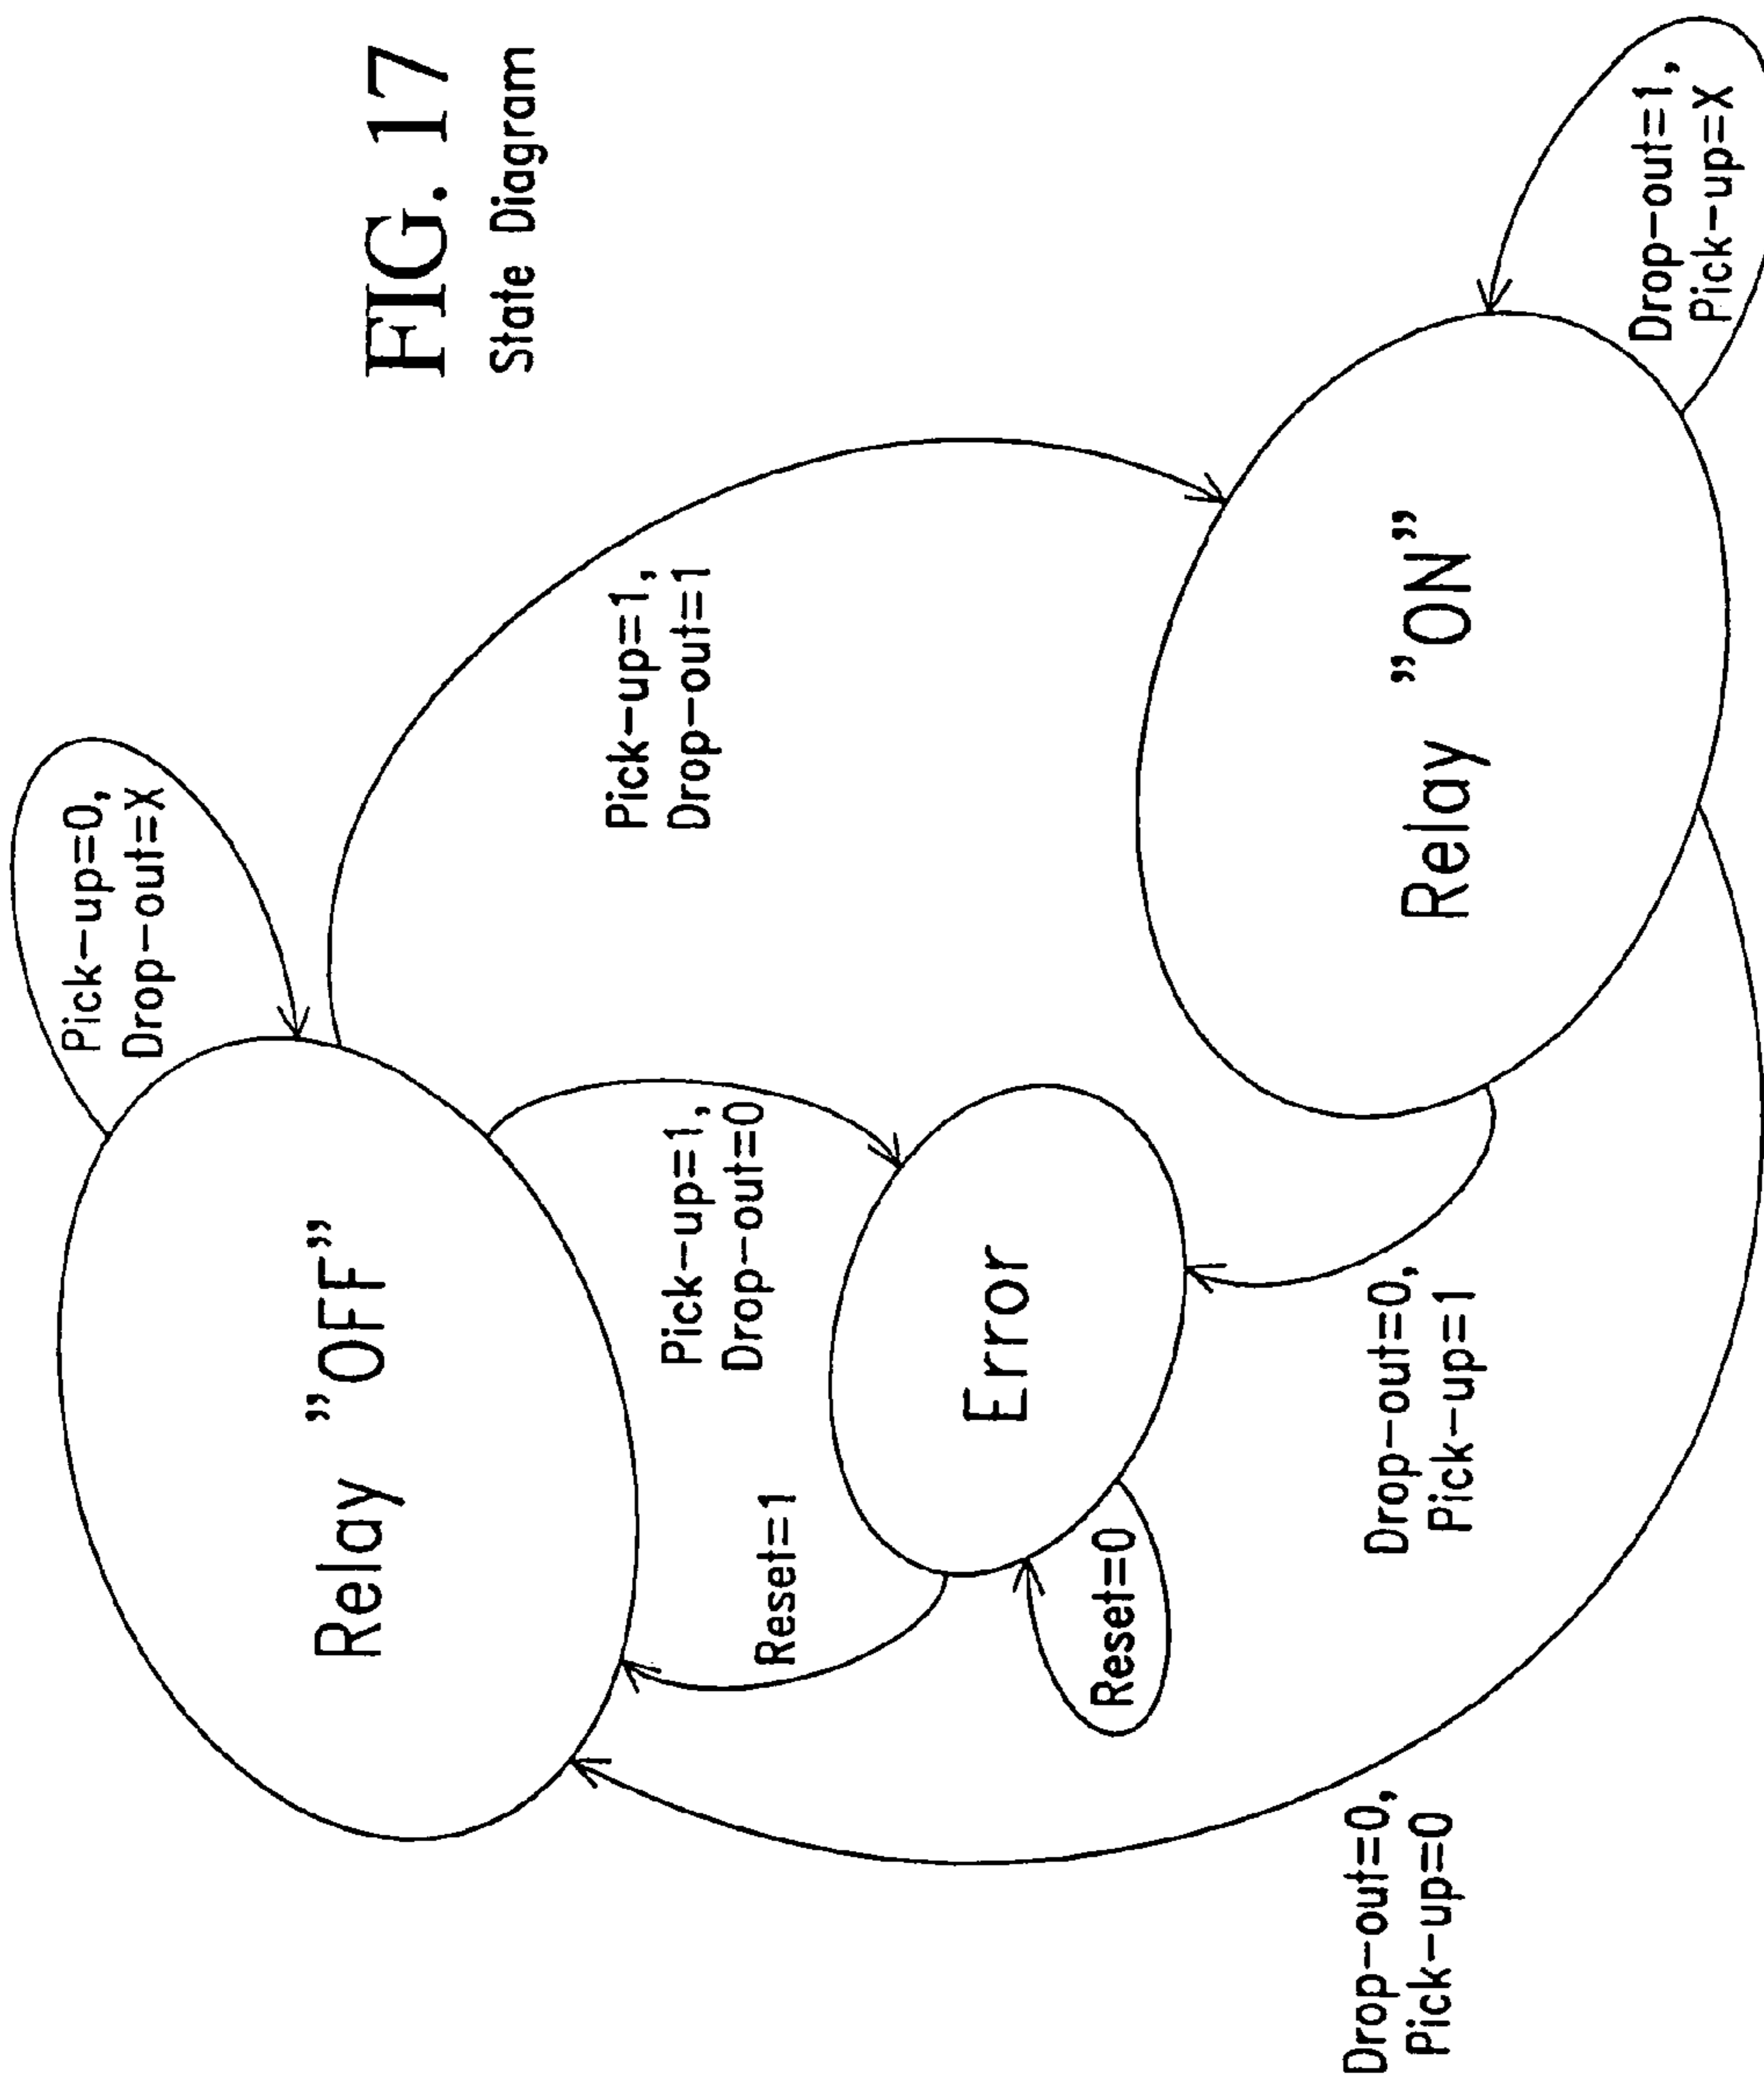 FIG. 17
State Diagram
Pick-up=0,
Drop-out=X
Relay "OFF"
Pick-up=1,
Drop-out=1
Pick-up=1,
Drop-out=0
Reset=1
Error
Reset=0
Relay "ON"
Drop-out=1,
Pick-up=X
Drop-out=0,
Pick-up=1
Drop-out=0,
Pick-up=0